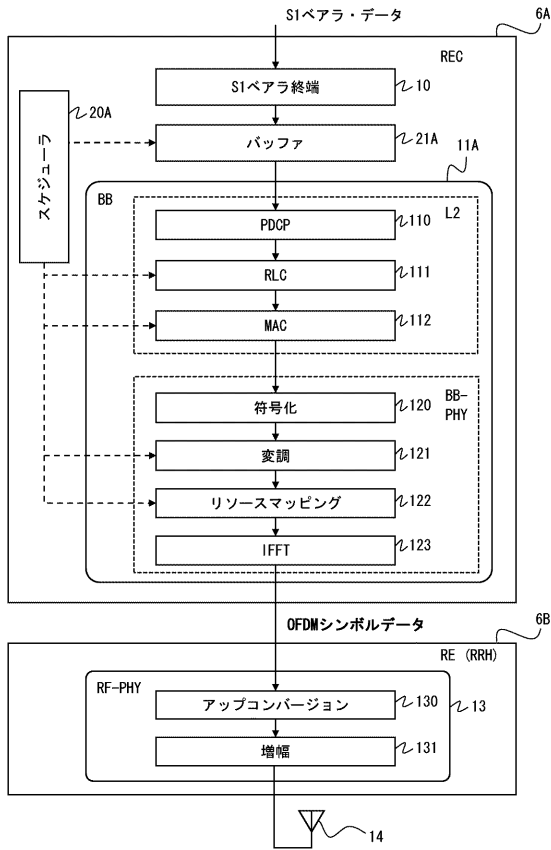 S1ベアラ・データ
6A
REC
S1ベアラ終端
10
スケジューラ
20A
バッファ
21A
11A
BB
L2
PDCP
110
RLC
111
MAC
112
BB-
PHY
符号化
120
変調
121
リソースマッピング
122
IFFT
123
OFDMシンボルデータ
6B
RE (RRH)
RF-PHY
アップコンバージョン
130
13
増幅
131
14